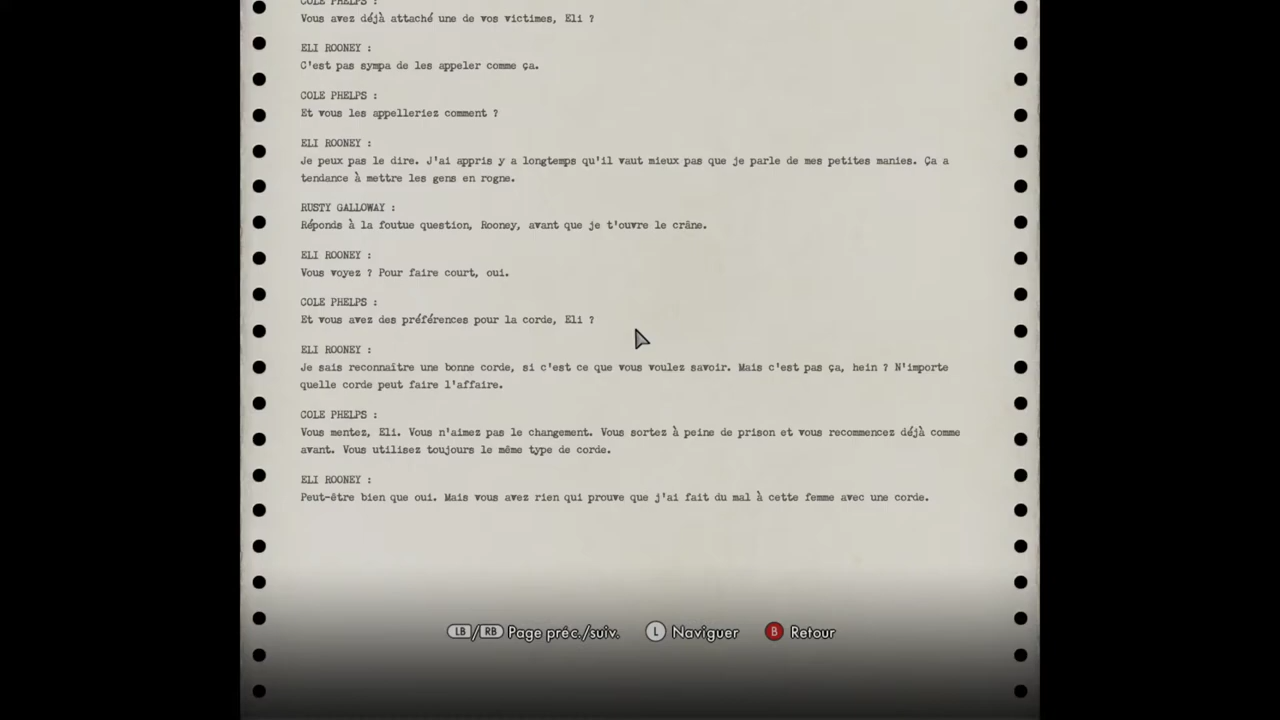 COLE PHELPS :
Vous avez déjà attaché une de vos victimes, Eli ?
ELI ROONEY :
C'est pas sympa de les appeler comme ça.
COLE PHELPS :
Et vous les appelleriez comment ?
ELI ROONEY :
Je peux pas le dire. J'ai appris y a longtemps qu'il vaut mieux pas que je parle de mes petites manies. Ça a
tendance à mettre les gens en rogne.
RUSTY GALLOWAY :
Réponds à la foutue question, Rooney, avant que je t'ouvre le crâne.
ELI ROONEY :
Vous voyez ? Pour faire court, oui.
COLE PHELPS :
Et vous avez des préférences pour la corde, Eli ?
ELI ROONEY :
Je sais reconnaître une bonne corde, si c'est ce que vous voulez savoir. Mais c'est pas ça, hein ? N'importe
quelle corde peut faire l'affaire.
COLE PHELPS :
Vous mentez, Eli. Vous n'aimez pas le changement. Vous sortez à peine de prison et vous recommencez déjà comme
avant. Vous utilisez toujours le même type de corde.
ELI ROONEY :
Peut-être bien que oui. Mais vous avez rien qui prouve que j'ai fait du mal à cette femme avec une corde.
LB/RB Page préc./suiv. L Naviguer B Retour